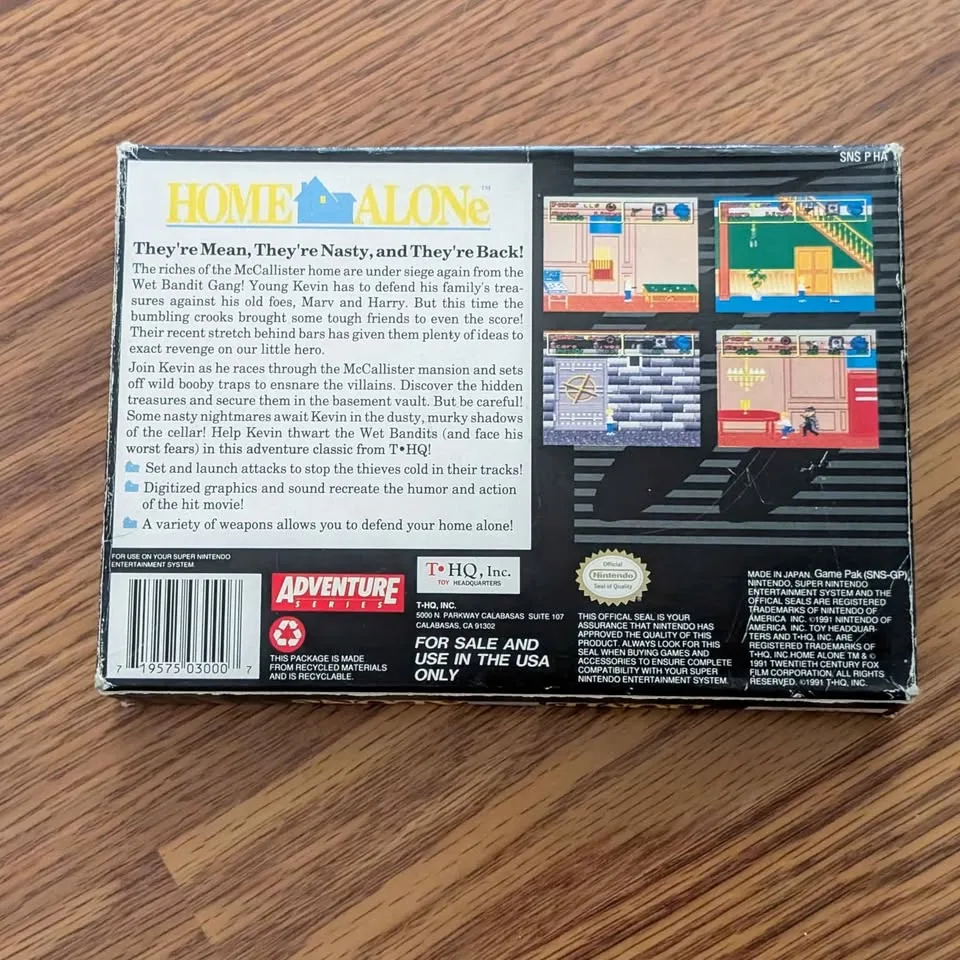 SNS P HA
HOME ALONe™
They're Mean, They're Nasty, and They're Back!
The riches of the McCallister home are under siege again from the
Wet Bandit Gang! Young Kevin has to defend his family's trea-
sures against his old foes, Marv and Harry. But this time the
bumbling crooks brought some tough friends to even the score!
Their recent stretch behind bars has given them plenty of ideas to
exact revenge on our little hero.
Join Kevin as he races through the McCallister mansion and sets
off wild booby traps to ensnare the villains. Discover the hidden
treasures and secure them in the basement vault. But be careful!
Some nasty nightmares await Kevin in the dusty, murky shadows
of the cellar! Help Kevin thwart the Wet Bandits (and face his
worst fears) in this adventure classic from T•HQ!
Set and launch attacks to stop the thieves cold in their tracks!
Digitized graphics and sound recreate the humor and action
of the hit movie!
A variety of weapons allows you to defend your home alone!
FOR USE ON YOUR SUPER NINTENDO
ENTERTAINMENT SYSTEM
7 19575 03000 7
ADVENTURE
SERIES
THIS PACKAGE IS MADE
FROM RECYCLED MATERIALS
AND IS RECYCLABLE.
T•HQ, Inc.
TOY HEADQUARTERS
T-HQ, INC.
5000 N PARKWAY CALABASAS SUITE 107
CALABASAS, CA 91302
FOR SALE AND
USE IN THE USA
ONLY
Official
Nintendo
Seal of Quality
THIS OFFICIAL SEAL IS YOUR
ASSURANCE THAT NINTENDO HAS
APPROVED THE QUALITY OF THIS
PRODUCT. ALWAYS LOOK FOR THIS
SEAL WHEN BUYING GAMES AND
ACCESSORIES TO ENSURE COMPLETE
COMPATIBILITY WITH YOUR SUPER
NINTENDO ENTERTAINMENT SYSTEM.
MADE IN JAPAN. Game Pak (SNS-GP),
NINTENDO, SUPER NINTENDO
ENTERTAINMENT SYSTEM AND THE
OFFICIAL SEALS ARE REGISTERED
TRADEMARKS OF NINTENDO OF
AMERICA INC. ©1991 NINTENDO OF
AMERICA. INC. TOY HEADQUAR-
TERS AND T•HQ, INC. ARE
REGISTERED TRADEMARKS OF
T•HQ, INC. HOME ALONE TM & ©
1991 TWENTIETH CENTURY FOX
FILM CORPORATION. ALL RIGHTS
RESERVED. ©1991 T•HQ, INC.